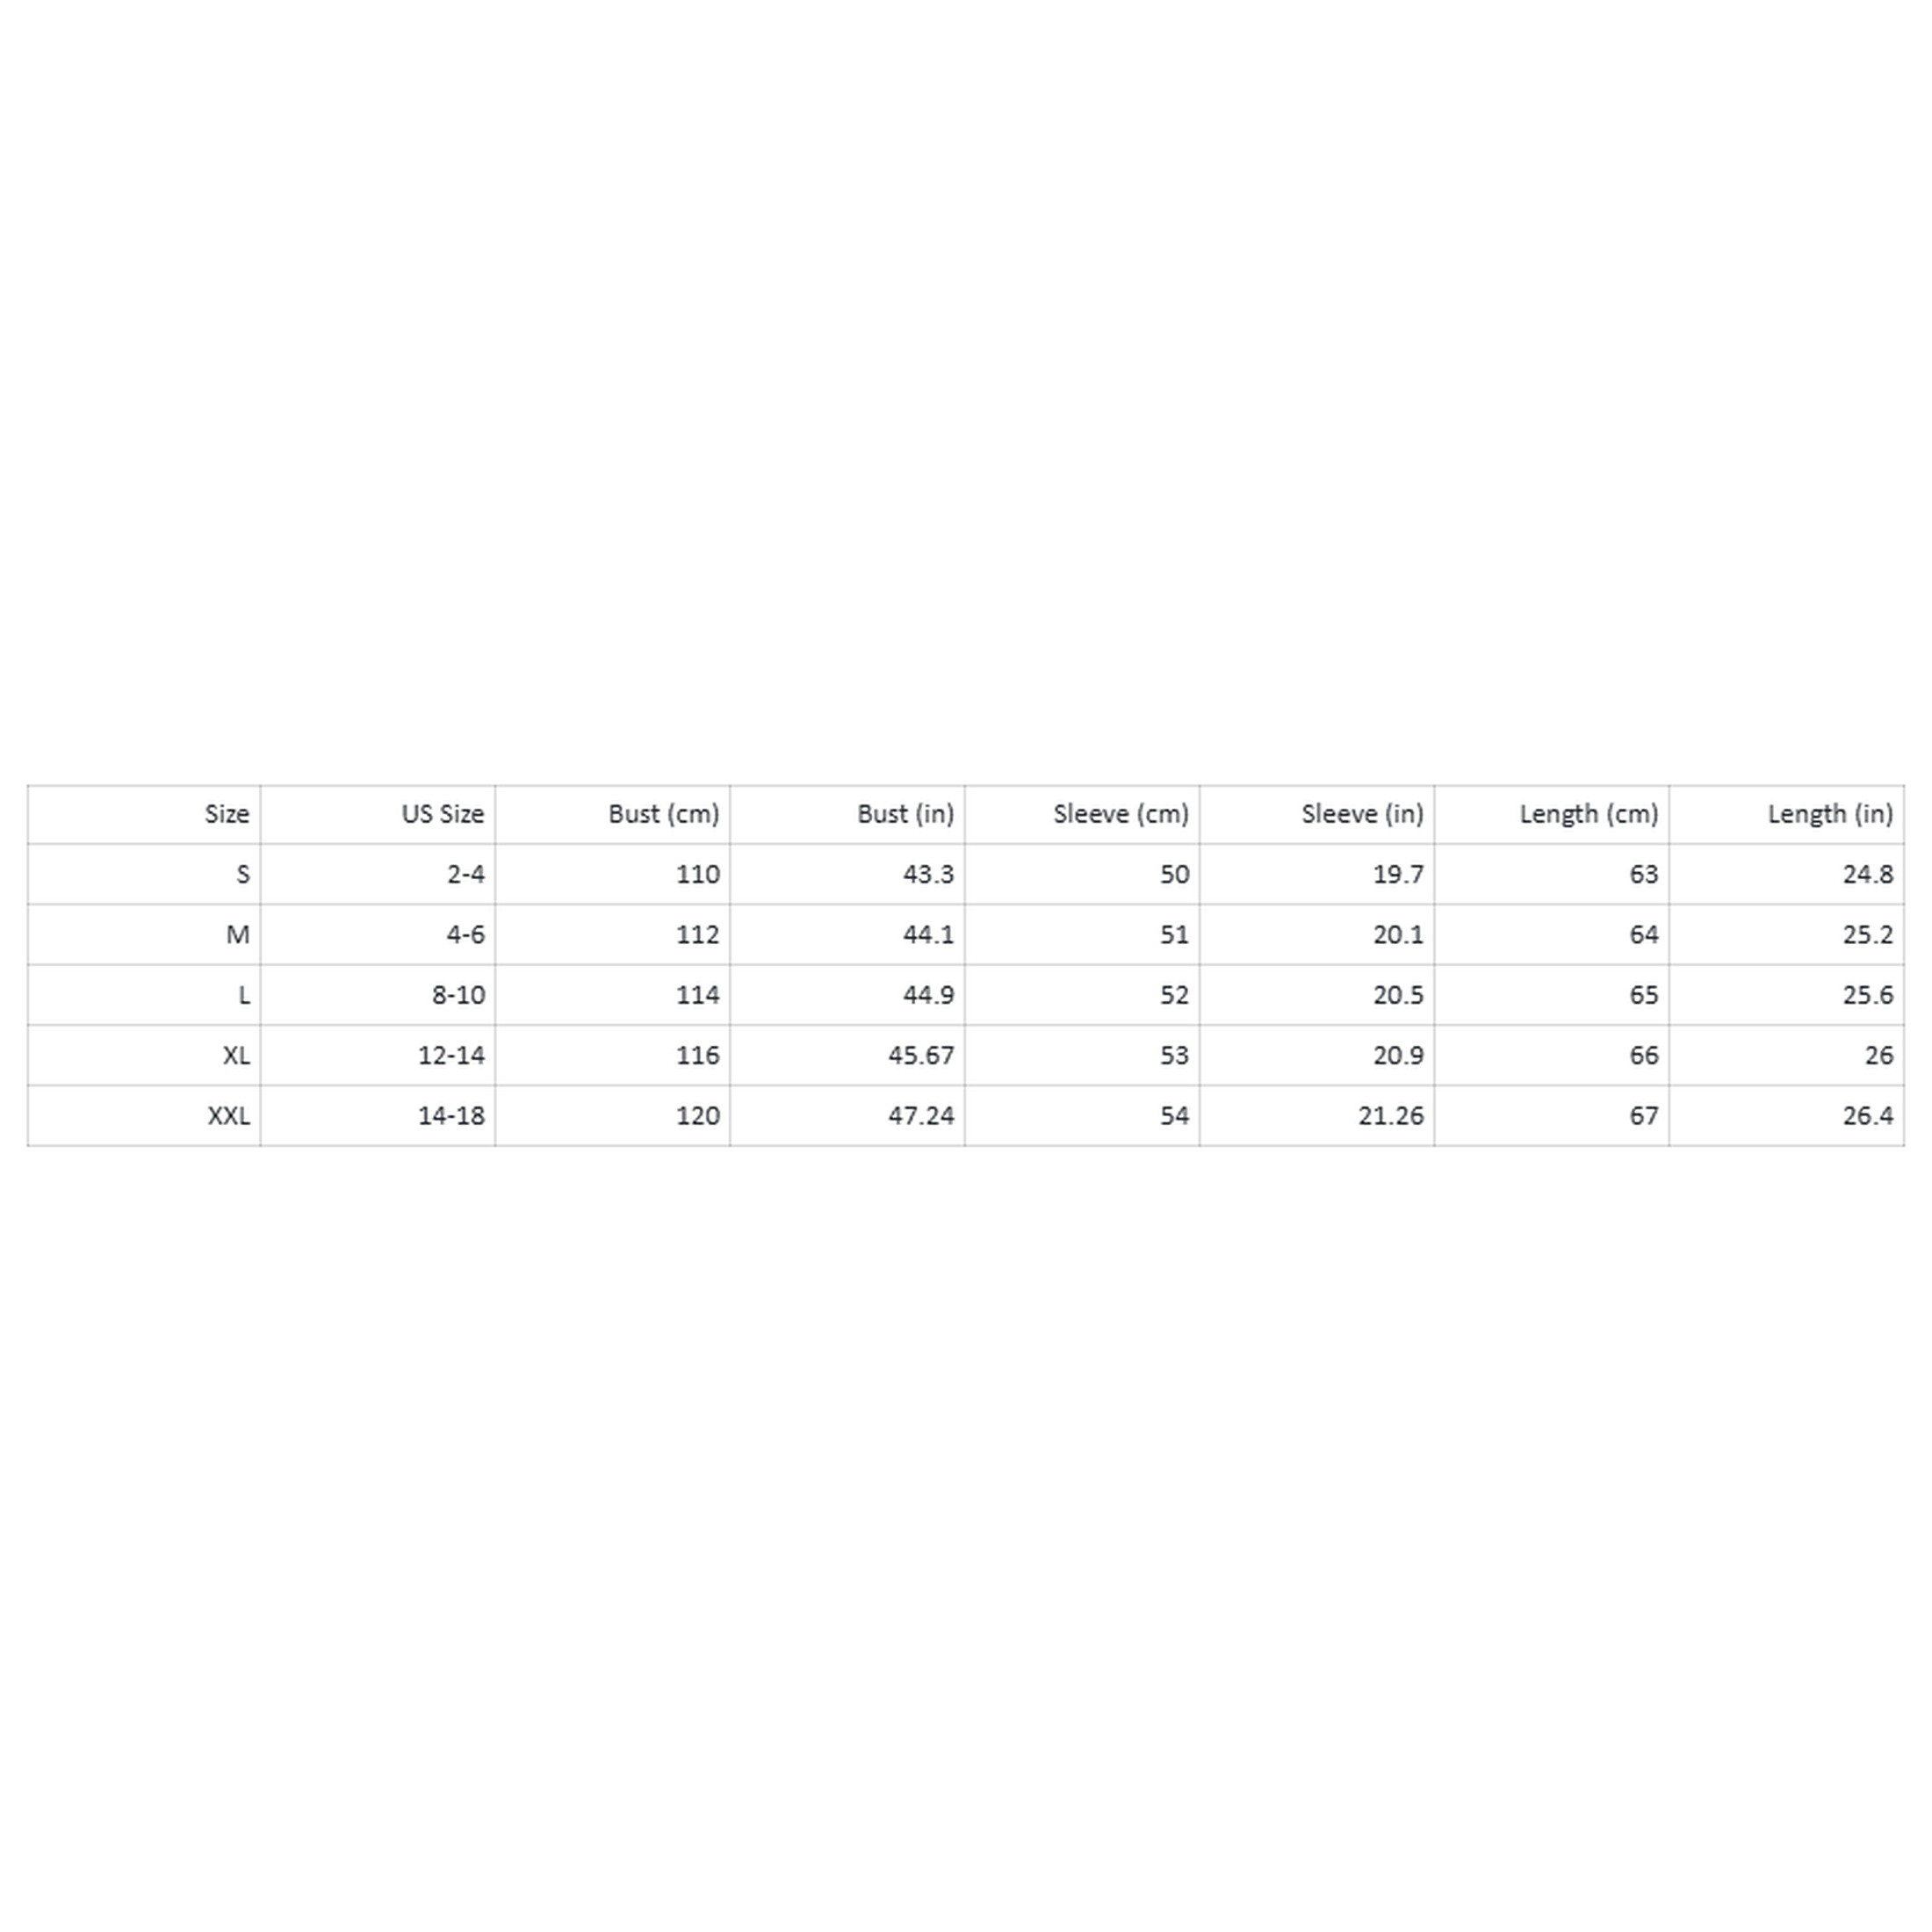 Size US Size Bust (cm) Bust (in) Sleeve (cm) Sleeve (in) Length (cm) Length (in)
S 2-4 110 43.3 50 19.7 63 24.8
M 4-6 112 44.1 51 20.1 64 25.2
L 8-10 114 44.9 52 20.5 65 25.6
XL 12-14 116 45.67 53 20.9 66 26
XXL 14-18 120 47.24 54 21.26 67 26.4